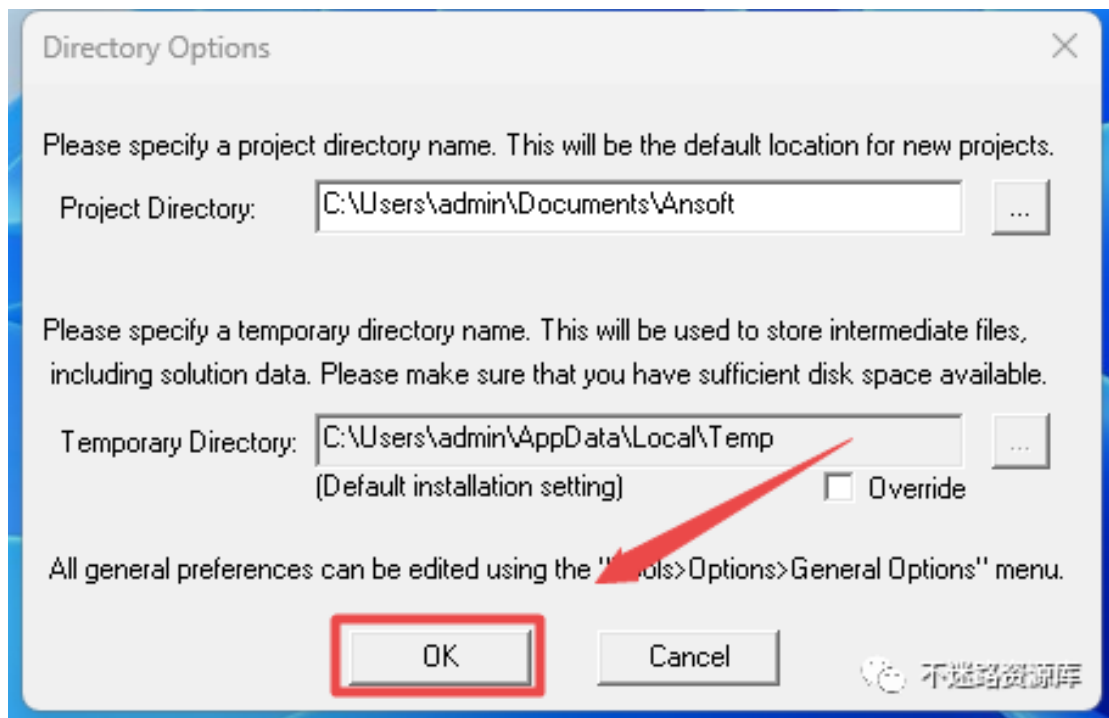 Directory Options
Please specify a project directory name. This will be the default location for new projects.
Project Directory:
C:\Users\admin\Documents\Ansoft
...
Please specify a temporary directory name. This will be used to store intermediate files,
including solution data. Please make sure that you have sufficient disk space available.
Temporary Directory:
C:\Users\admin\AppData\Local\Temp
...
(Default installation setting)
Override
All general preferences can be edited using the "Tools>Options>General Options" menu.
OK
Cancel
不迷路资源库